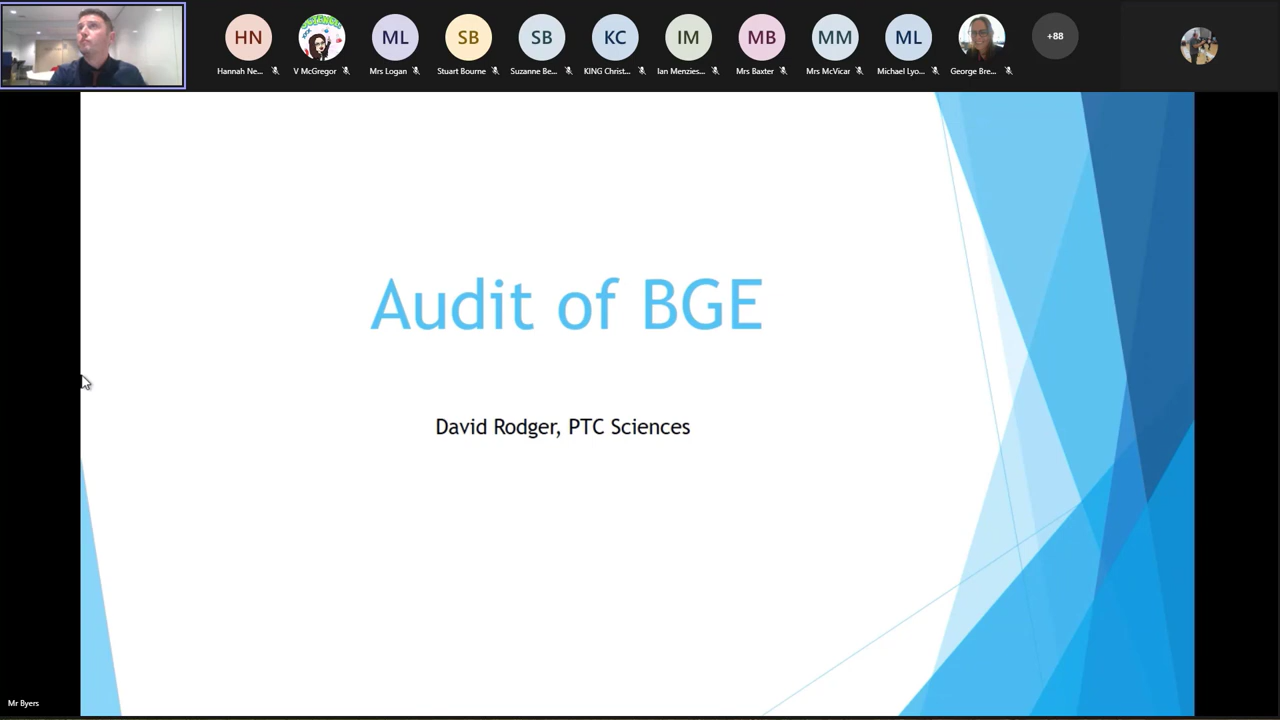 HN
ML
SB
SB
KC
IM
MB
MM
ML
+88
Hannah Ne...
V McGregor
Mrs Logan
Stuart Bourne
Suzanne Be...
KING Christ...
Ian Menzies...
Mrs Baxter
Mrs McVicar
Michael Lyo...
George Bre...
Audit of BGE
David Rodger, PTC Sciences
Mr Byers